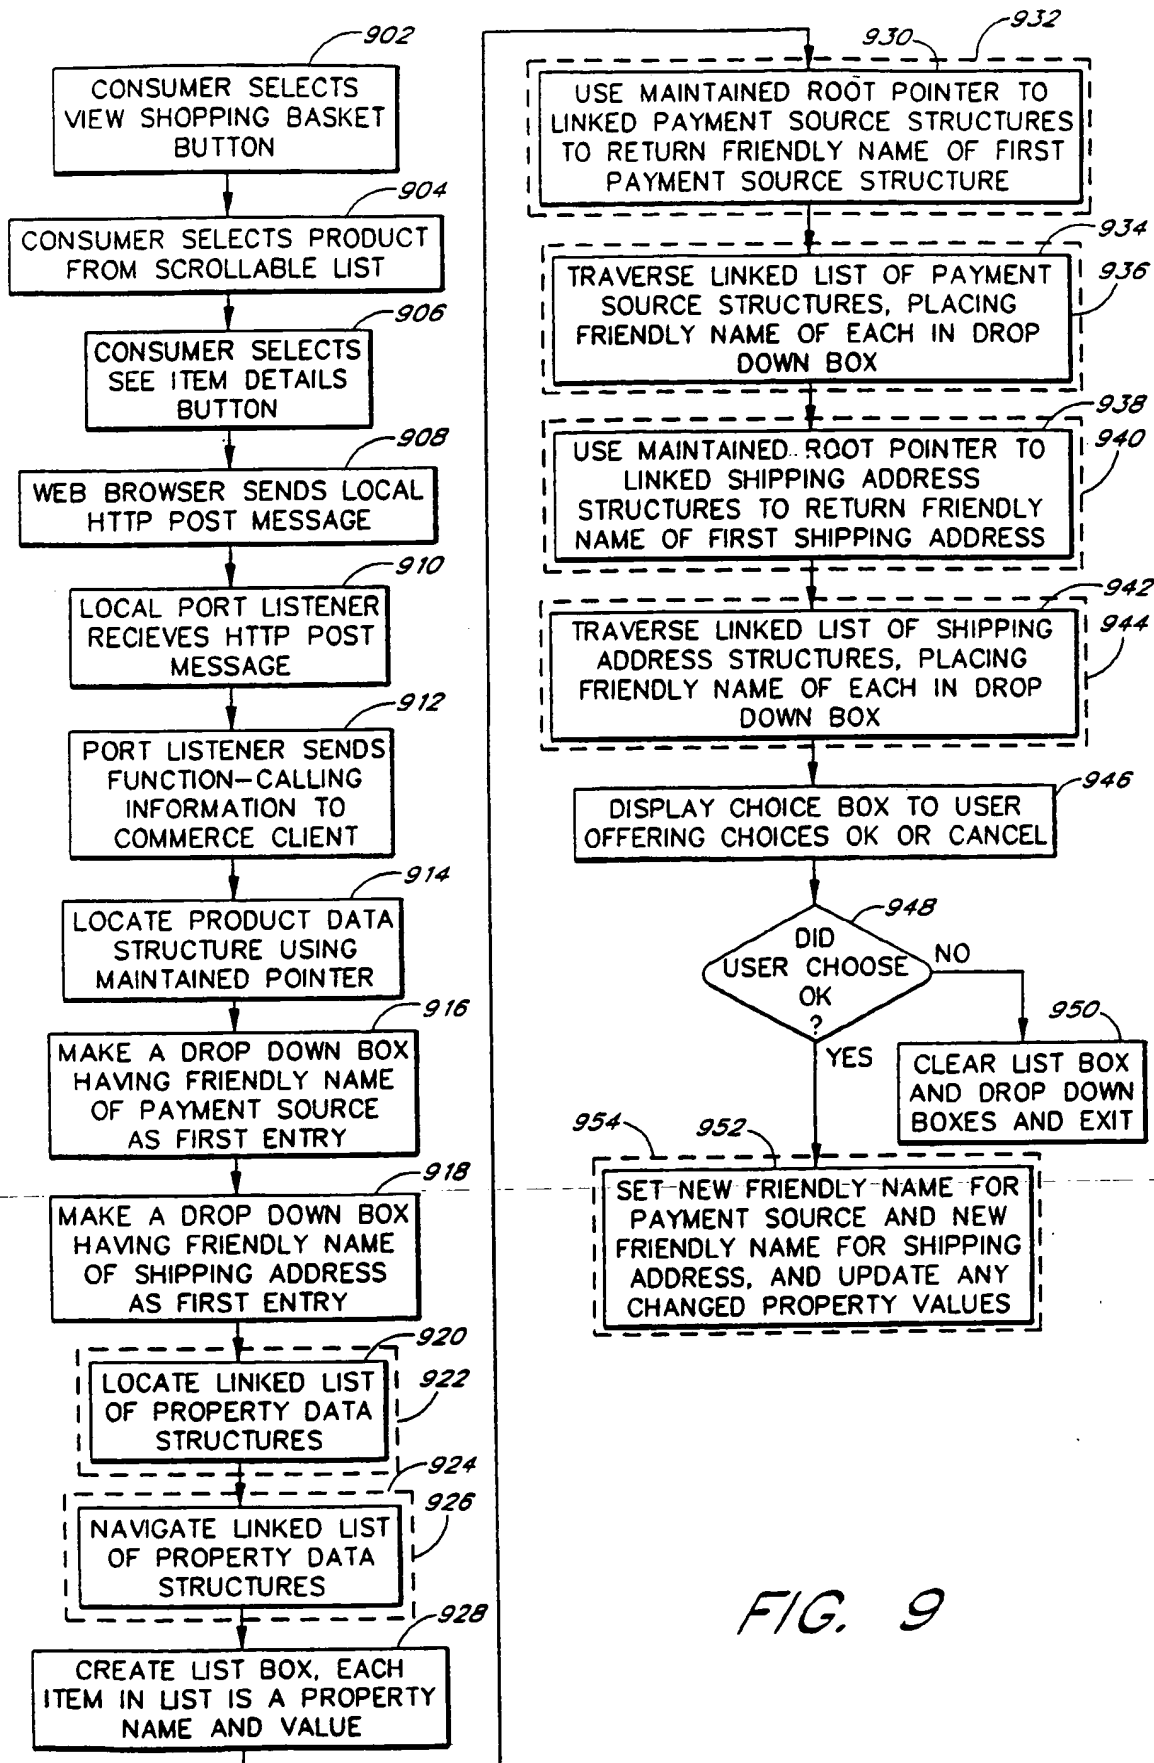 902
CONSUMER SELECTS
VIEW SHOPPING BASKET
BUTTON
904
CONSUMER SELECTS PRODUCT
FROM SCROLLABLE LIST
906
CONSUMER SELECTS
SEE ITEM DETAILS
BUTTON
908
WEB BROWSER SENDS LOCAL
HTTP POST MESSAGE
910
LOCAL PORT LISTENER
RECIEVES HTTP POST
MESSAGE
912
PORT LISTENER SENDS
FUNCTION-CALLING
INFORMATION TO
COMMERCE CLIENT
914
LOCATE PRODUCT DATA
STRUCTURE USING
MAINTAINED POINTER
916
MAKE A DROP DOWN BOX
HAVING FRIENDLY NAME
OF PAYMENT SOURCE
AS FIRST ENTRY
918
MAKE A DROP DOWN BOX
HAVING FRIENDLY NAME
OF SHIPPING ADDRESS
AS FIRST ENTRY
920
922
LOCATE LINKED LIST
OF PROPERTY DATA
STRUCTURES
924
926
NAVIGATE LINKED LIST
OF PROPERTY DATA
STRUCTURES
928
CREATE LIST BOX, EACH
ITEM IN LIST IS A PROPERTY
NAME AND VALUE
930
932
USE MAINTAINED ROOT POINTER TO
LINKED PAYMENT SOURCE STRUCTURES
TO RETURN FRIENDLY NAME OF FIRST
PAYMENT SOURCE STRUCTURE
934
936
TRAVERSE LINKED LIST OF PAYMENT
SOURCE STRUCTURES, PLACING
FRIENDLY NAME OF EACH IN DROP
DOWN BOX
938
940
USE MAINTAINED ROOT POINTER TO
LINKED SHIPPING ADDRESS
STRUCTURES TO RETURN FRIENDLY
NAME OF FIRST SHIPPING ADDRESS
942
944
TRAVERSE LINKED LIST OF SHIPPING
ADDRESS STRUCTURES, PLACING
FRIENDLY NAME OF EACH IN DROP
DOWN BOX
946
DISPLAY CHOICE BOX TO USER
OFFERING CHOICES OK OR CANCEL
948
DID
USER CHOOSE
OK
?
NO
YES
950
CLEAR LIST BOX
AND DROP DOWN
BOXES AND EXIT
954
952
SET NEW FRIENDLY NAME FOR
PAYMENT SOURCE AND NEW
FRIENDLY NAME FOR SHIPPING
ADDRESS, AND UPDATE ANY
CHANGED PROPERTY VALUES
FIG. 9